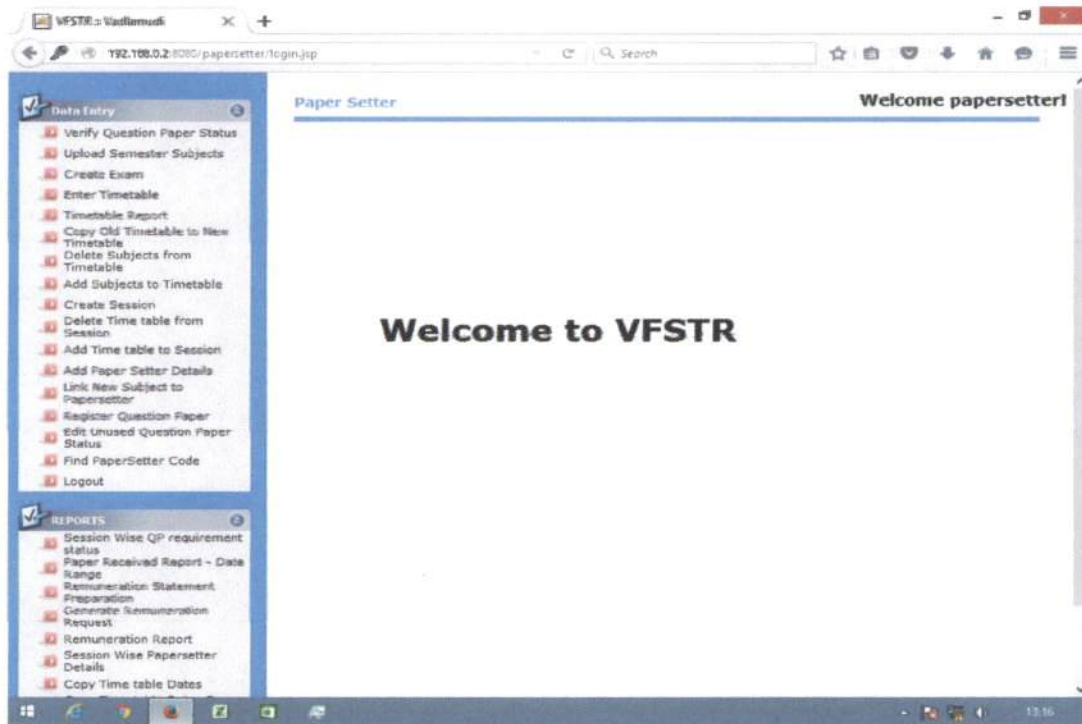 VFSTR :: Vadlamudi
192.168.0.2:8080/papersetter/login.jsp
Search
Data Entry
Verify Question Paper Status
Upload Semester Subjects
Create Exam
Enter Timetable
Timetable Report
Copy Old Timetable to New
Timetable
Delete Subjects from
Timetable
Add Subjects to Timetable
Create Session
Delete Time table from
Session
Add Time table to Session
Add Paper Setter Details
Link New Subject to
Papersetter
Register Question Paper
Edit Unused Question Paper
Status
Find PaperSetter Code
Logout
REPORTS
Session Wise QP requirement
status
Paper Received Report - Date
Range
Remuneration Statement
Preparation
Generate Remuneration
Request
Remuneration Report
Session Wise Papersetter
Details
Copy Time table Dates
Paper Setter
Welcome papersetter!
Welcome to VFSTR
13:16